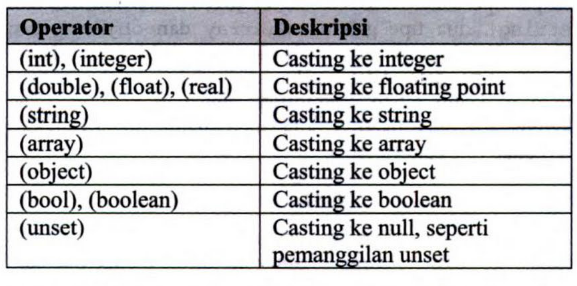 Operator Deskripsi
(int), (integer) Casting ke integer
(double), (float), (real) Casting ke floating point
(string) Casting ke string
(array) Casting ke array
(object) Casting ke object
(bool), (boolean) Casting ke boolean
(unset) Casting ke null, seperti
pemanggilan unset